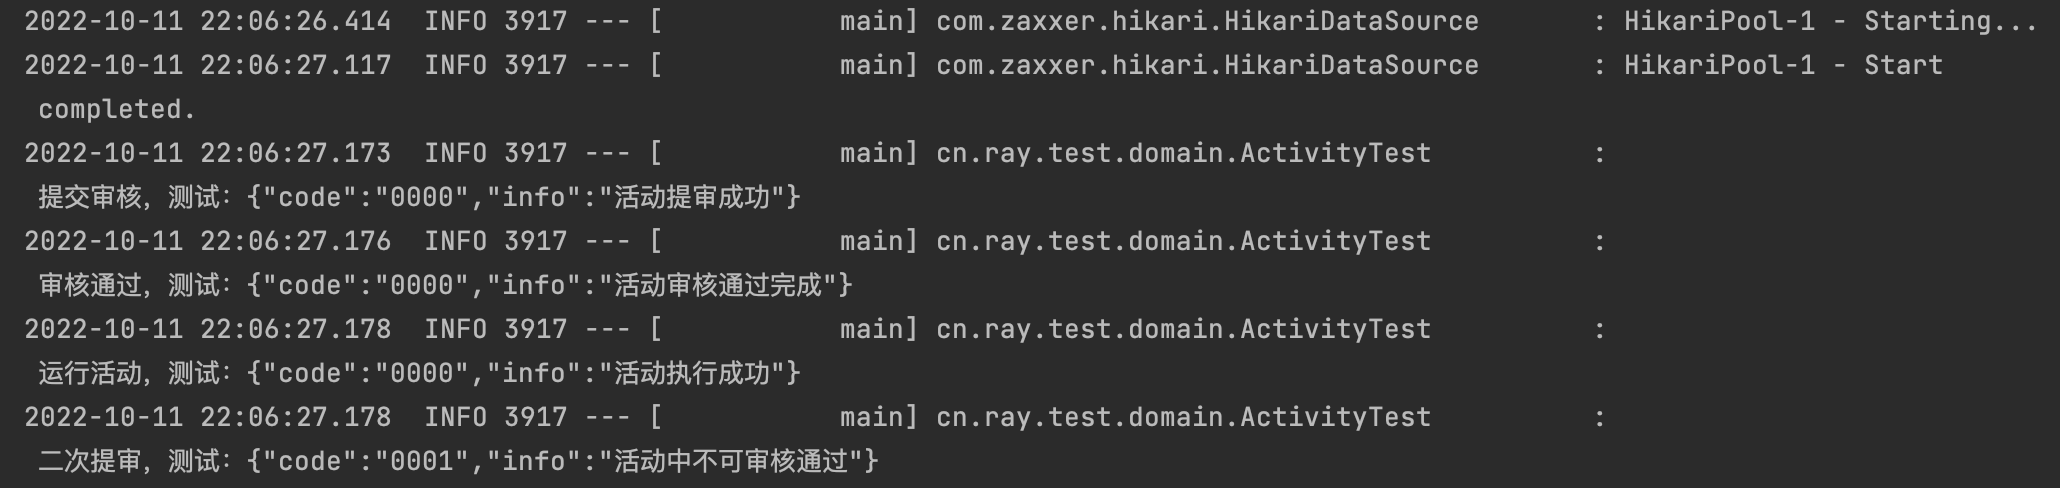 2022-10-11 22:06:26.414  INFO 3917 --- [           main] com.zaxxer.hikari.HikariDataSource       : HikariPool-1 - Starting...
2022-10-11 22:06:27.117  INFO 3917 --- [           main] com.zaxxer.hikari.HikariDataSource       : HikariPool-1 - Start
completed.
2022-10-11 22:06:27.173  INFO 3917 --- [           main] cn.ray.test.domain.ActivityTest          :
提交审核，测试：{"code":"0000","info":"活动提审成功"}
2022-10-11 22:06:27.176  INFO 3917 --- [           main] cn.ray.test.domain.ActivityTest          :
审核通过，测试：{"code":"0000","info":"活动审核通过完成"}
2022-10-11 22:06:27.178  INFO 3917 --- [           main] cn.ray.test.domain.ActivityTest          :
运行活动，测试：{"code":"0000","info":"活动执行成功"}
2022-10-11 22:06:27.178  INFO 3917 --- [           main] cn.ray.test.domain.ActivityTest          :
二次提审，测试：{"code":"0001","info":"活动中不可审核通过"}